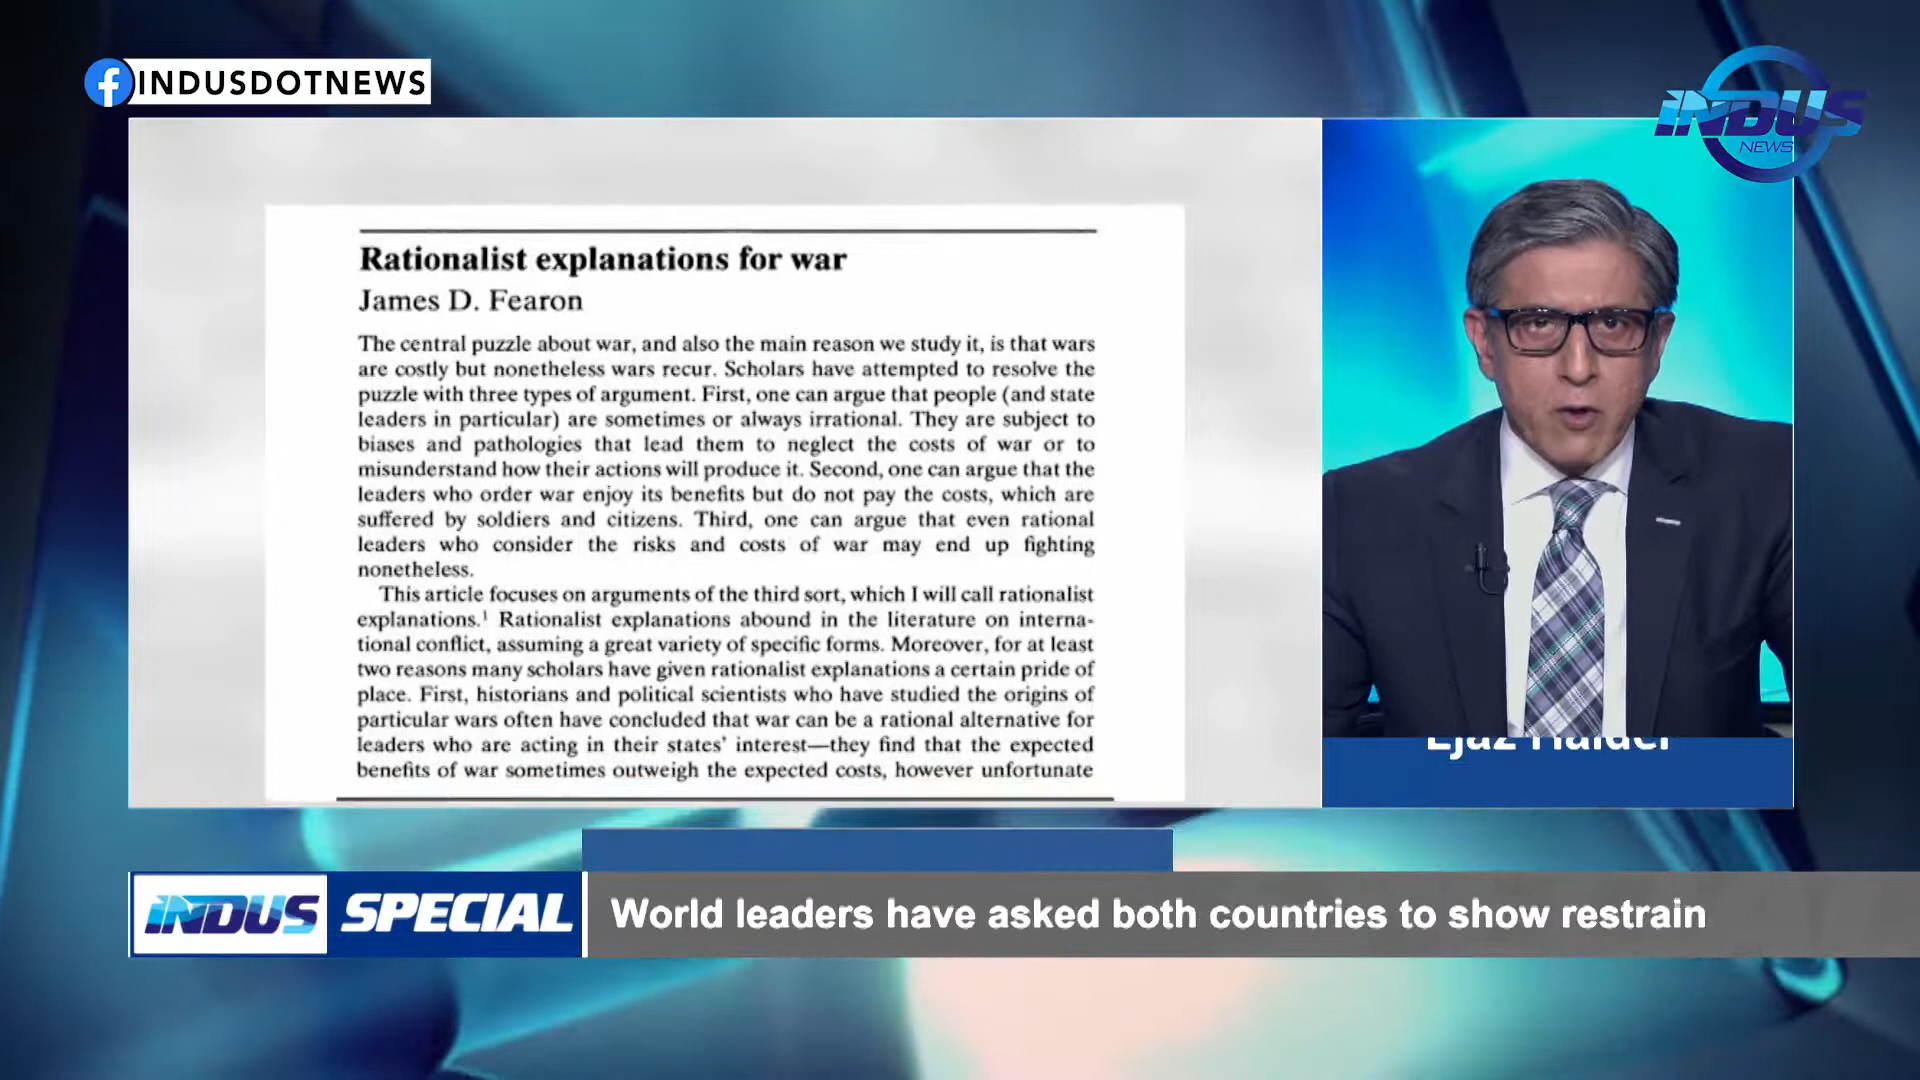 INDUSDOTNEWS
INDUS
NEWS
Rationalist explanations for war
James D. Fearon
The central puzzle about war, and also the main reason we study it, is that wars
are costly but nonetheless wars recur. Scholars have attempted to resolve the
puzzle with three types of argument. First, one can argue that people (and state
leaders in particular) are sometimes or always irrational. They are subject to
biases and pathologies that lead them to neglect the costs of war or to
misunderstand how their actions will produce it. Second, one can argue that the
leaders who order war enjoy its benefits but do not pay the costs, which are
suffered by soldiers and citizens. Third, one can argue that even rational
leaders who consider the risks and costs of war may end up fighting
nonetheless.
This article focuses on arguments of the third sort, which I will call rationalist
explanations.¹ Rationalist explanations abound in the literature on interna-
tional conflict, assuming a great variety of specific forms. Moreover, for at least
two reasons many scholars have given rationalist explanations a certain pride of
place. First, historians and political scientists who have studied the origins of
particular wars often have concluded that war can be a rational alternative for
leaders who are acting in their states' interest—they find that the expected
benefits of war sometimes outweigh the expected costs, however unfortunate
Ejaz Haider
INDUS SPECIAL
World leaders have asked both countries to show restrain